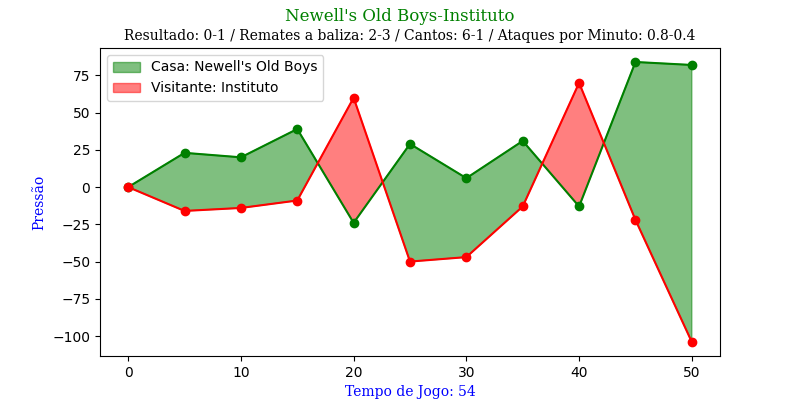 Newell's Old Boys-Instituto
Resultado: 0-1 / Remates a baliza: 2-3 / Cantos: 6-1 / Ataques por Minuto: 0.8-0.4
Casa: Newell's Old Boys
Visitante: Instituto
75
50
25
0
−25
−50
−75
−100
Pressão
0 10 20 30 40 50
Tempo de Jogo: 54